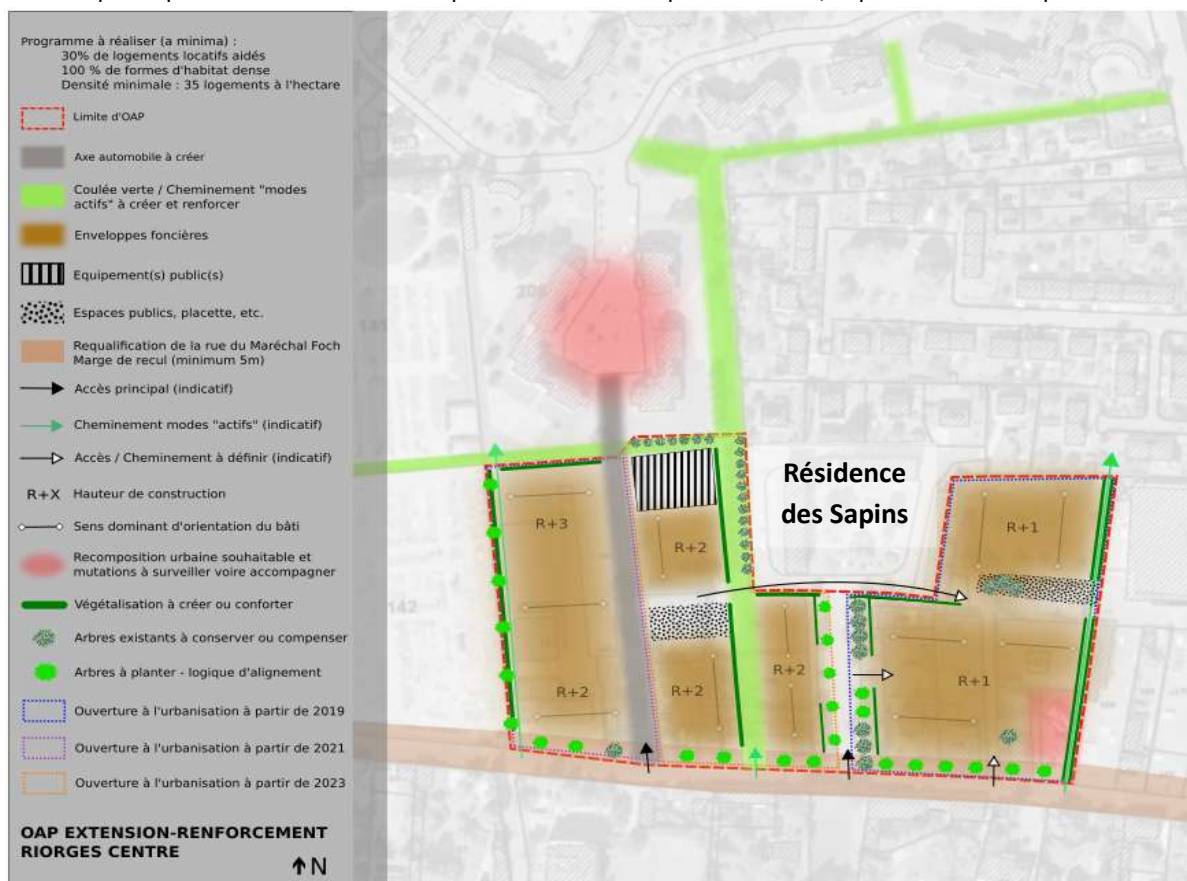 Programme à réaliser (a minima) :
30% de logements locatifs aidés
100 % de formes d'habitat dense
Densité minimale : 35 logements à l'hectare
Limite d'OAP
Axe automobile à créer
Coulée verte / Cheminement "modes
actifs" à créer et renforcer
Enveloppes foncières
Equipement(s) public(s)
Espaces publics, placette, etc.
Requalification de la rue du Maréchal Foch
Marge de recul (minimum 5m)
Accès principal (indicatif)
Cheminement modes "actifs" (indicatif)
Accès / Cheminement à définir (indicatif)
R+X Hauteur de construction
Sens dominant d'orientation du bâti
Recomposition urbaine souhaitable et
mutations à surveiller voire accompagner
Végétalisation à créer ou conforter
Arbres existants à conserver ou compenser
Arbres à planter - logique d'alignement
Ouverture à l'urbanisation à partir de 2019
Ouverture à l'urbanisation à partir de 2021
Ouverture à l'urbanisation à partir de 2023
OAP EXTENSION-RENFORCEMENT
RIORGES CENTRE
N
Résidence
des Sapins
R+3
R+2
R+1
R+2
R+2
R+2
R+1
142